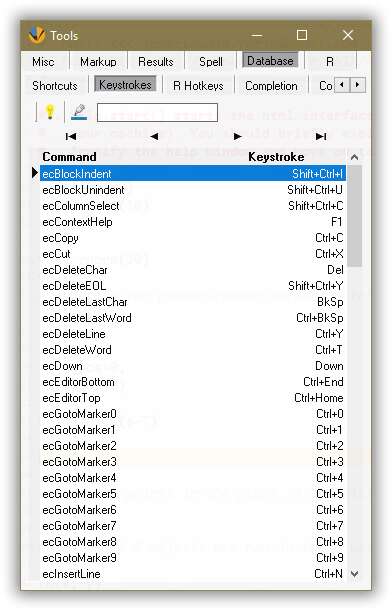 Tools
Misc Markup Results Spell Database R
Shortcuts Keystrokes R Hotkeys Completion Co
Command Keystroke
ecBlockIndent Shift+Ctrl+I
ecBlockUnindent Shift+Ctrl+U
ecColumnSelect Shift+Ctrl+C
ecContextHelp F1
ecCopy Ctrl+C
ecCut Ctrl+X
ecDeleteChar Del
ecDeleteEOL Shift+Ctrl+Y
ecDeleteLastChar BkSp
ecDeleteLastWord Ctrl+BkSp
ecDeleteLine Ctrl+Y
ecDeleteWord Ctrl+T
ecDown Down
ecEditorBottom Ctrl+End
ecEditorTop Ctrl+Home
ecGotoMarker0 Ctrl+0
ecGotoMarker1 Ctrl+1
ecGotoMarker2 Ctrl+2
ecGotoMarker3 Ctrl+3
ecGotoMarker4 Ctrl+4
ecGotoMarker5 Ctrl+5
ecGotoMarker6 Ctrl+6
ecGotoMarker7 Ctrl+7
ecGotoMarker8 Ctrl+8
ecGotoMarker9 Ctrl+9
ecInsertLine Ctrl+N